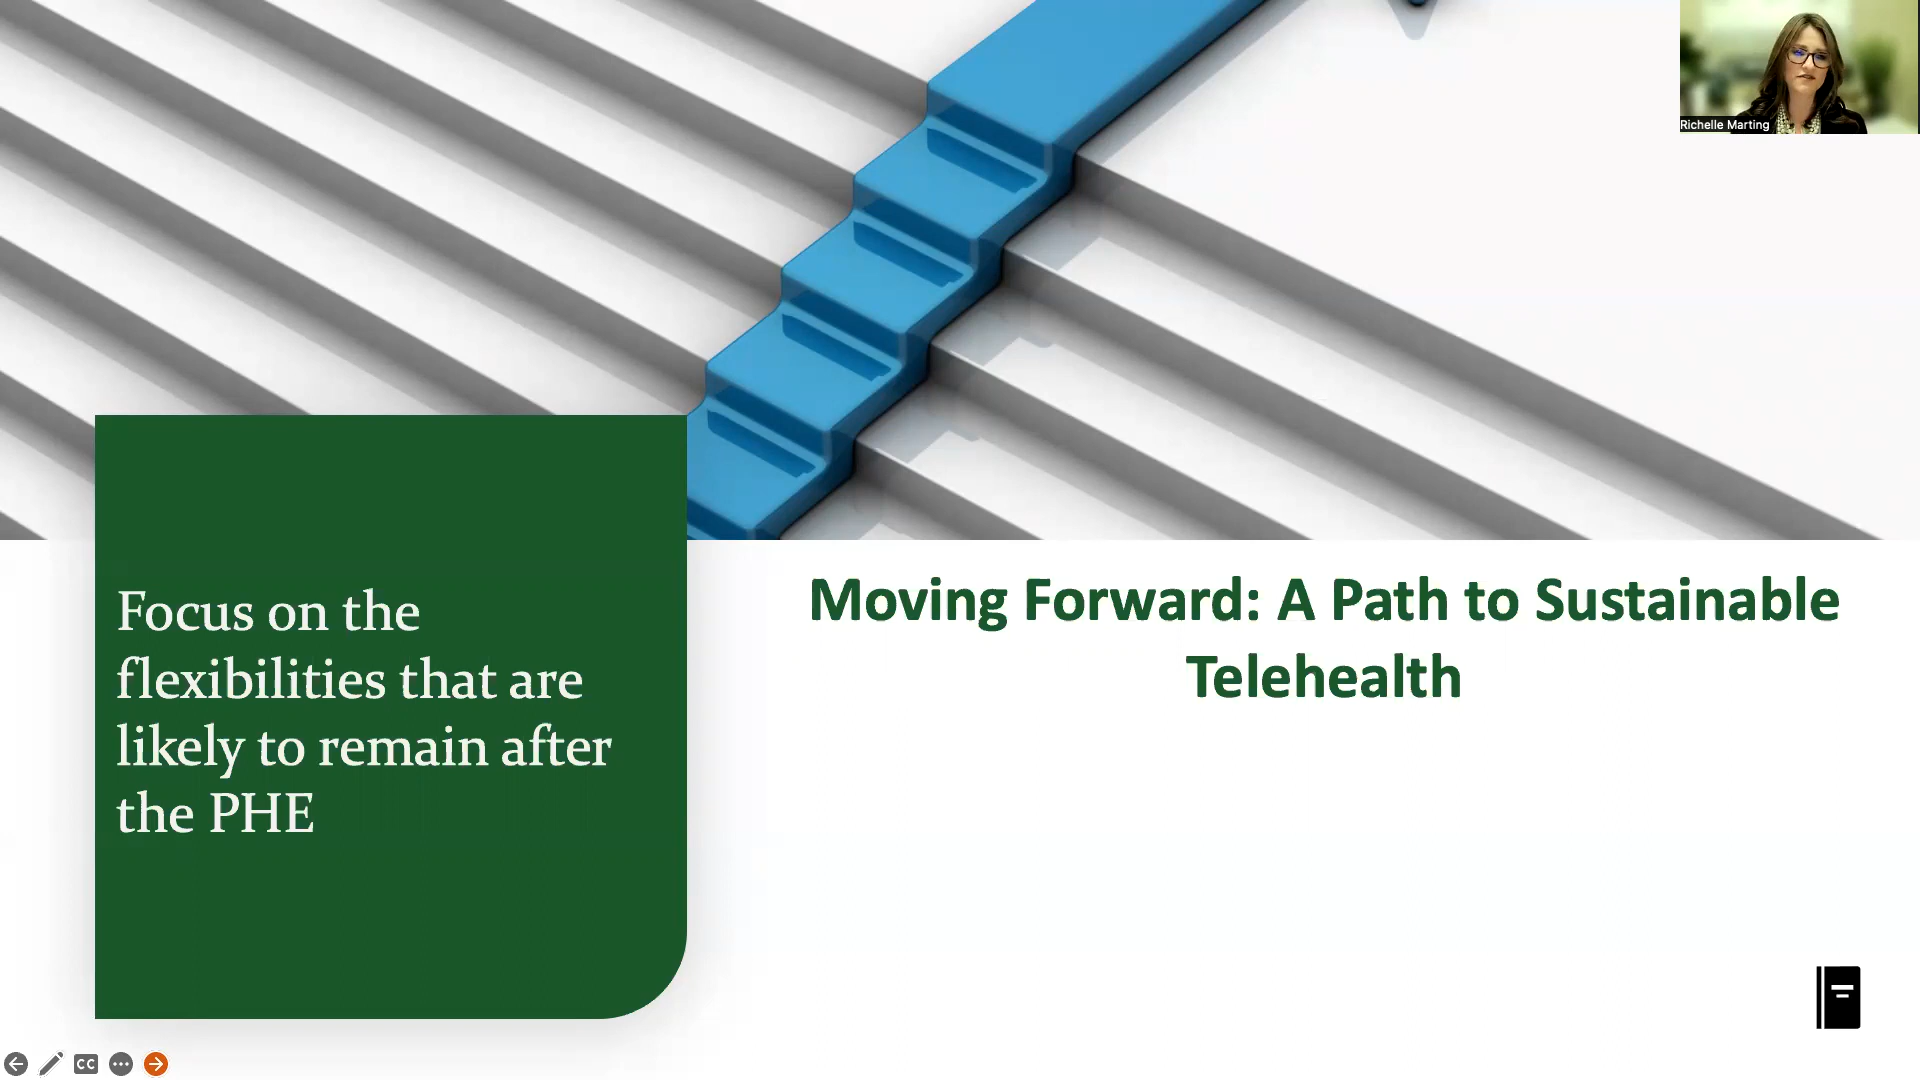 Richelle Marting
Focus on the
flexibilities that are
likely to remain after
the PHE
Moving Forward: A Path to Sustainable
Telehealth
CC